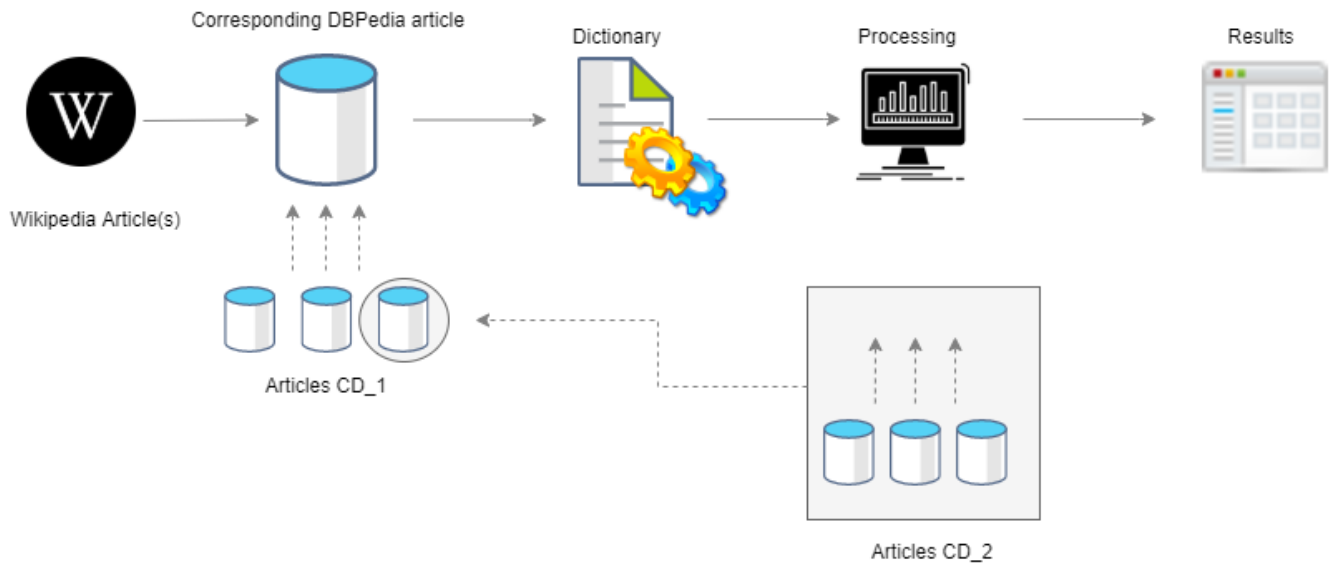 Corresponding DBPedia article
Dictionary
Processing
Results
W
Wikipedia Article(s)
Articles CD_1
Articles CD_2